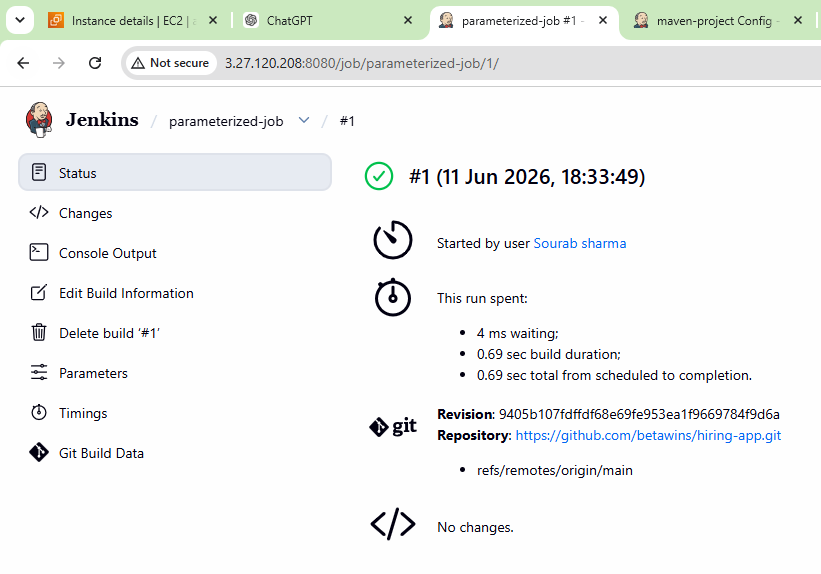 Instance details | EC2 |
ChatGPT
parameterized-job #1 -
maven-project Config -
Not secure
3.27.120.208:8080/job/parameterized-job/1/
Jenkins / parameterized-job / #1
Status
Changes
Console Output
Edit Build Information
Delete build ‘#1’
Parameters
Timings
Git Build Data
#1 (11 Jun 2026, 18:33:49)
Started by user Sourab sharma
This run spent:
4 ms waiting;
0.69 sec build duration;
0.69 sec total from scheduled to completion.
git
Revision: 9405b107fdffdf68e69fe953ea1f9669784f9d6a
Repository: https://github.com/betawins/hiring-app.git
refs/remotes/origin/main
No changes.